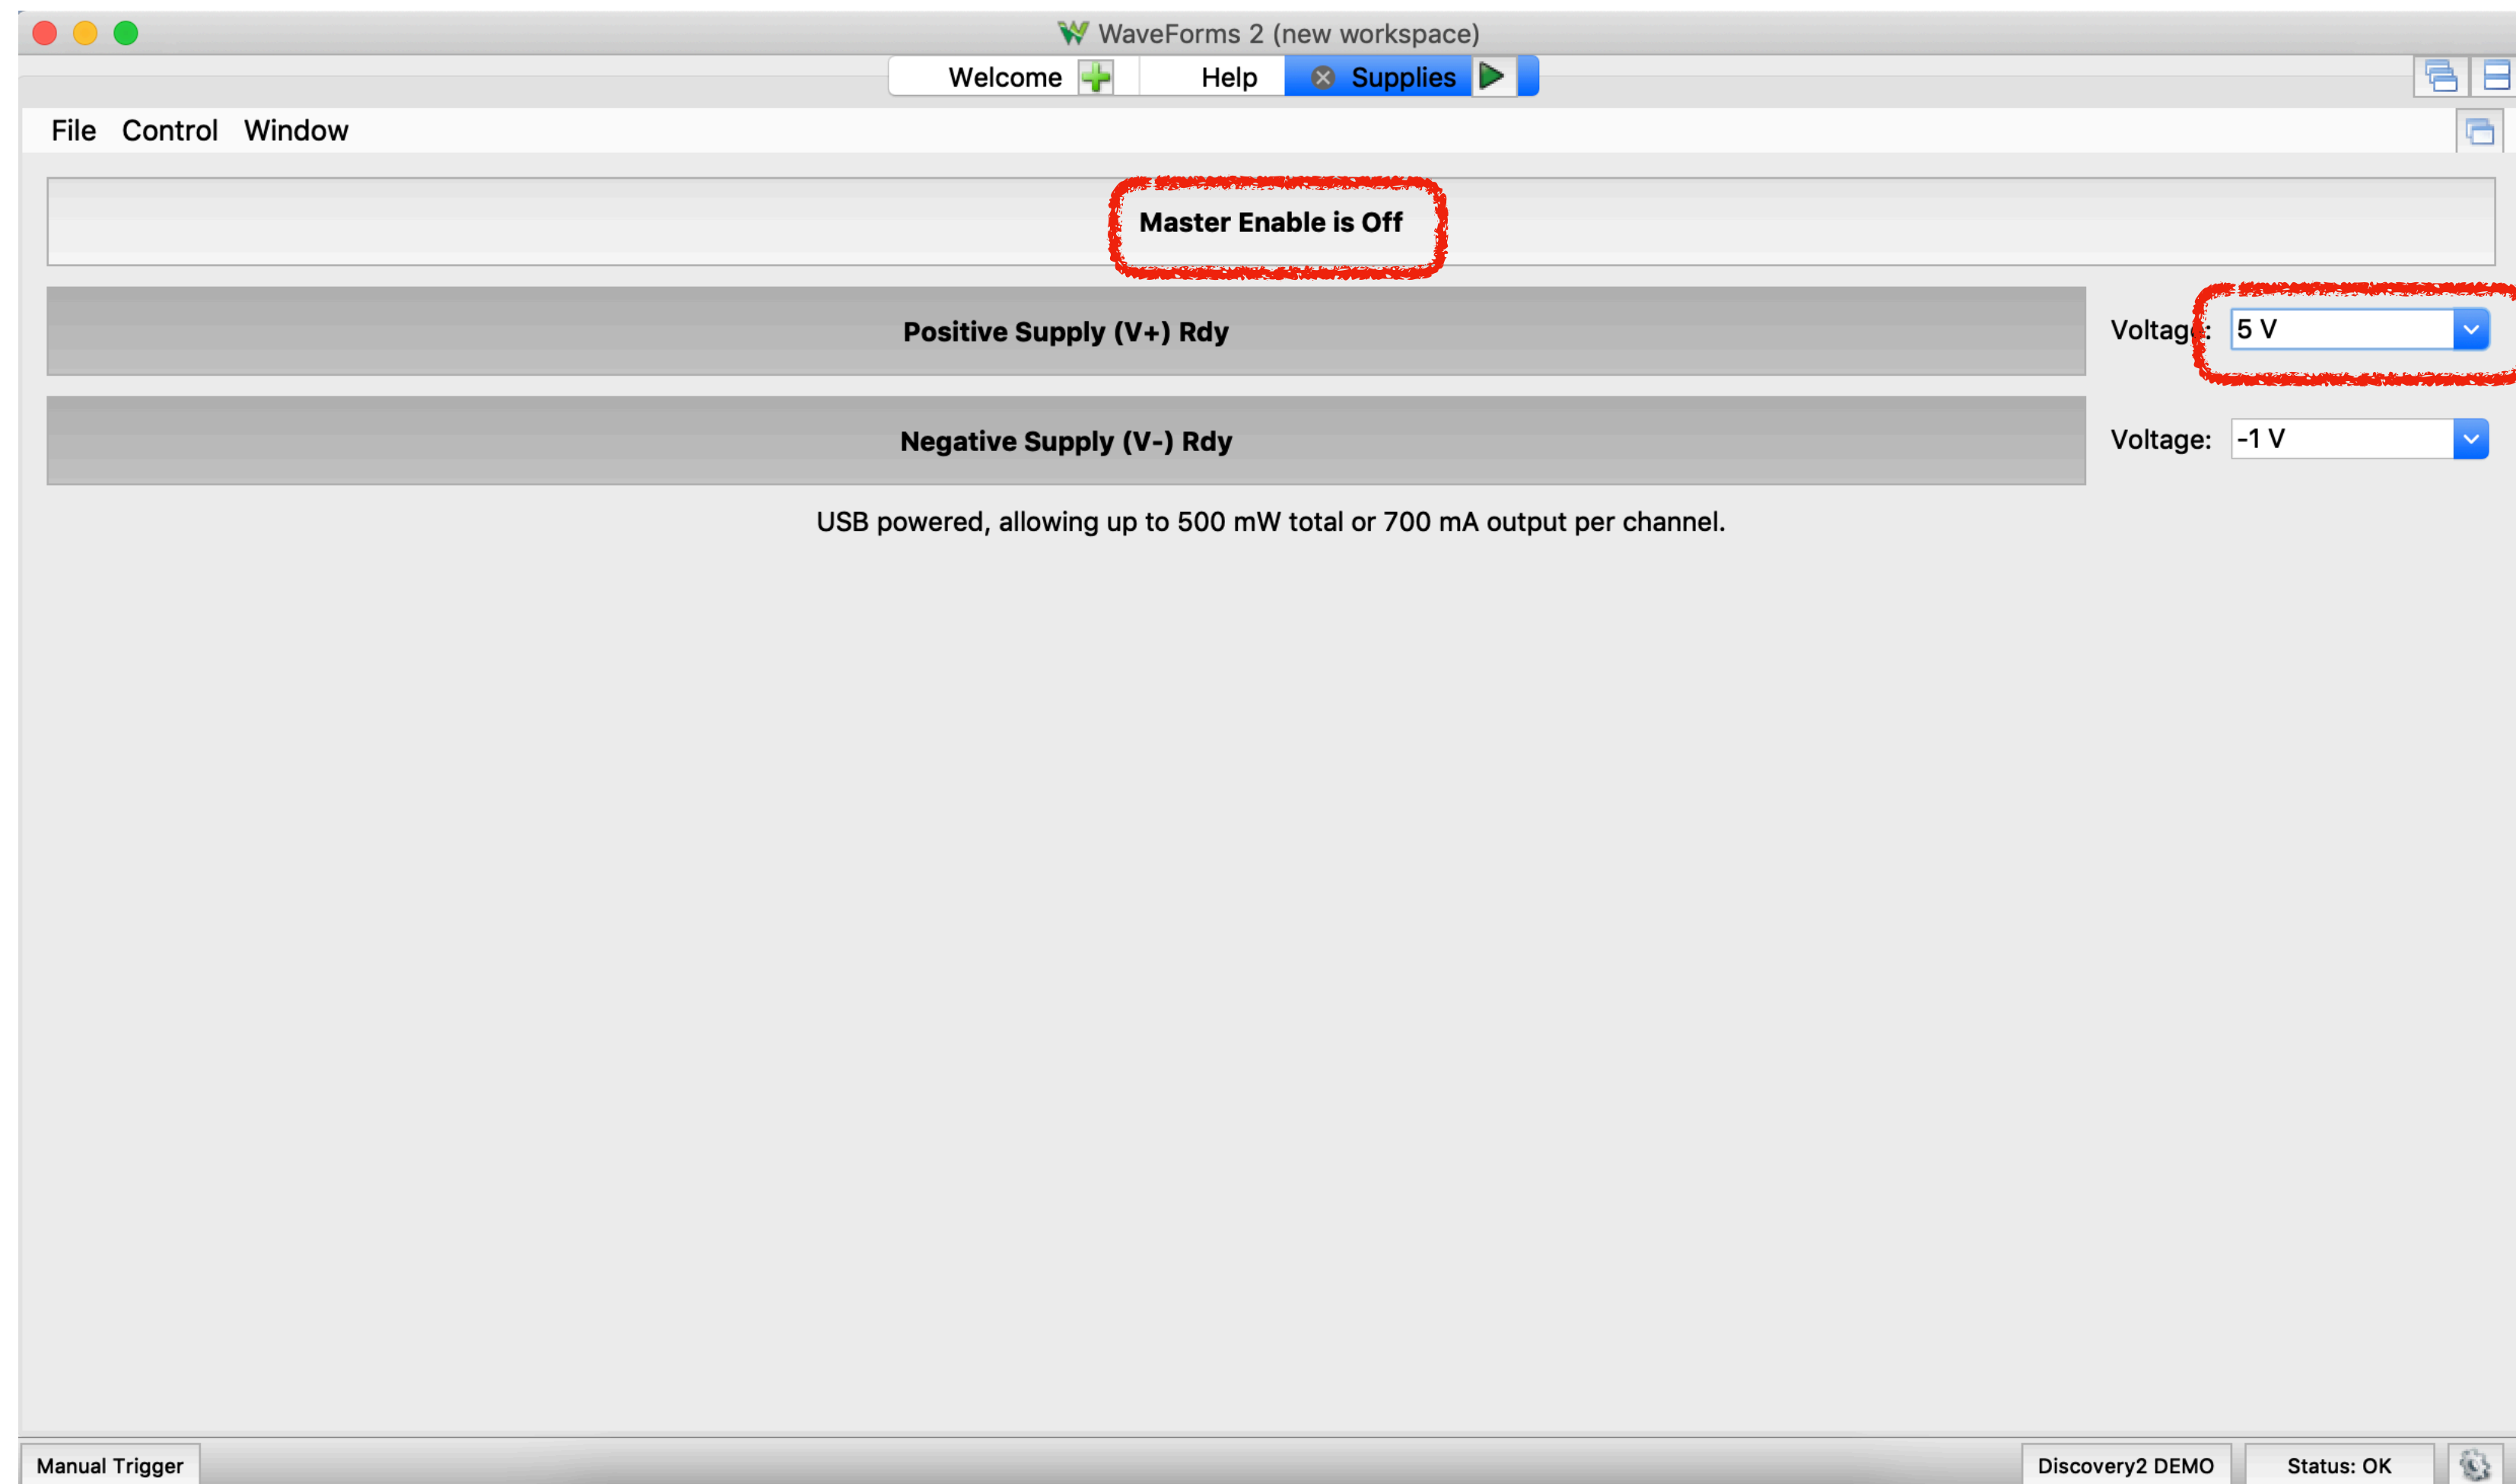 WaveForms 2 (new workspace)
Welcome Help Supplies
File Control Window
Master Enable is Off
Positive Supply (V+) Rdy Voltage: 5 V
Negative Supply (V-) Rdy Voltage: -1 V
USB powered, allowing up to 500 mW total or 700 mA output per channel.
Manual Trigger Discovery2 DEMO Status: OK